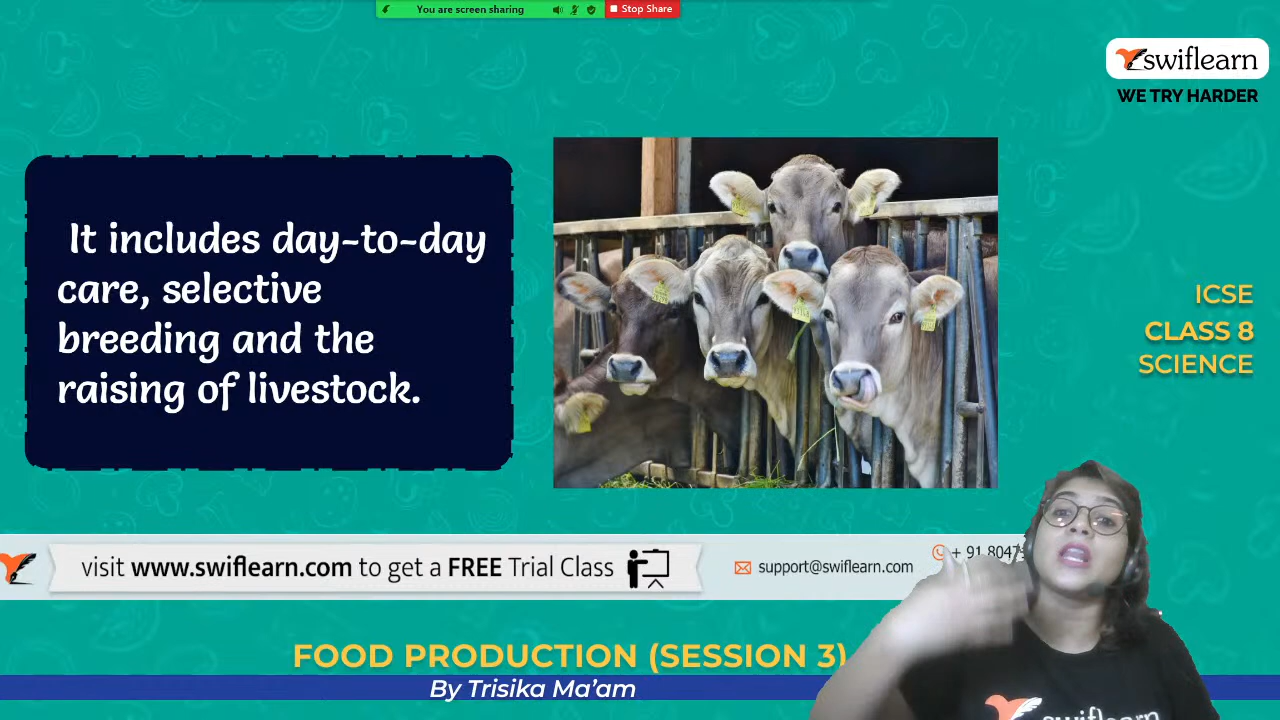 You are screen sharing
Stop Share
swiflearn
WE TRY HARDER
It includes day-to-day
care, selective
breeding and the
raising of livestock.
ICSE
CLASS 8
SCIENCE
visit www.swiflearn.com to get a FREE Trial Class
support@swiflearn.com
+ 91 8047
FOOD PRODUCTION (SESSION 3)
By Trisika Ma'am
swiflearn